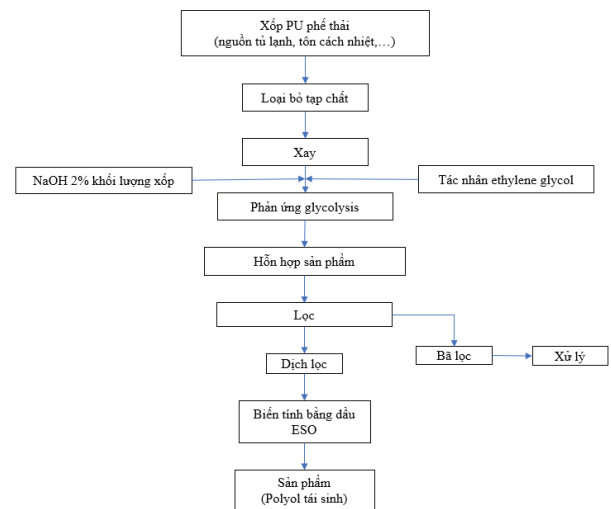 Xốp PU phế thải
(nguồn tủ lạnh, tôn cách nhiệt,…)
Loại bỏ tạp chất
Xay
NaOH 2% khối lượng xốp
Tác nhân ethylene glycol
Phản ứng glycolysis
Hỗn hợp sản phẩm
Lọc
Dịch lọc
Bã lọc
Xử lý
Biến tính bằng dầu
ESO
Sản phẩm
(Polyol tái sinh)